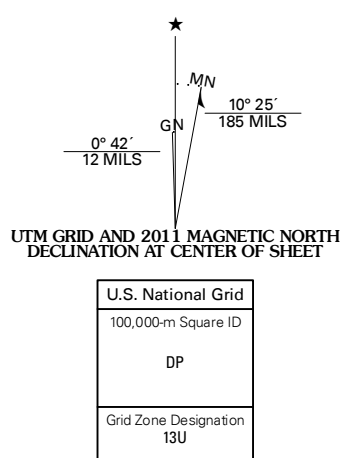 ★
MN
GN
10° 25´
185 MILS
0° 42´
12 MILS
UTM GRID AND 2011 MAGNETIC NORTH
DECLINATION AT CENTER OF SHEET
U.S. National Grid
100,000-m Square ID
DP
Grid Zone Designation
13U